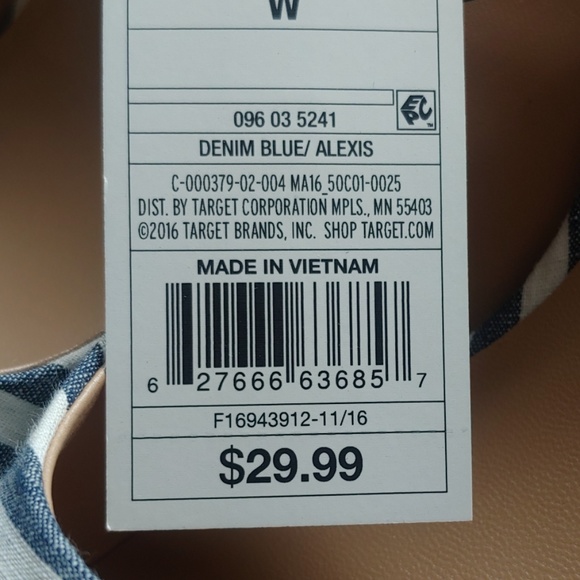 W
EPC™
096 03 5241
DENIM BLUE/ ALEXIS
C-000379-02-004 MA16_50C01-0025
DIST. BY TARGET CORPORATION MPLS., MN 55403
©2016 TARGET BRANDS, INC. SHOP TARGET.COM
MADE IN VIETNAM
6 27666 63685 7
F16943912-11/16
$29.99